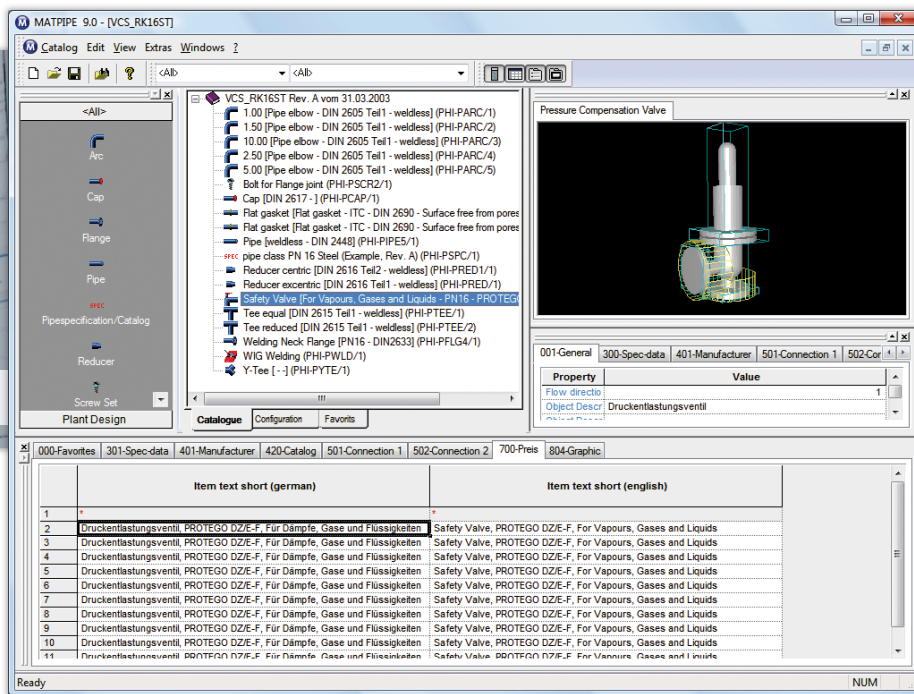 MATPIPE 9.0 - [VCS_RK16ST]
Catalog Edit View Extras Windows ?
<All> <All>
<All>
Arc
Cap
Flange
Pipe
SPEC
Pipespecification/Catalog
Reducer
Screw Set
Plant Design
VCS_RK16ST Rev. A vom 31.03.2003
1.00 [Pipe elbow - DIN 2605 Teil1 - weldless] (PHI-PARC/1)
1.50 [Pipe elbow - DIN 2605 Teil1 - weldless] (PHI-PARC/2)
10.00 [Pipe elbow - DIN 2605 Teil1 - weldless] (PHI-PARC/3)
2.50 [Pipe elbow - DIN 2605 Teil1 - weldless] (PHI-PARC/4)
5.00 [Pipe elbow - DIN 2605 Teil1 - weldless] (PHI-PARC/5)
Bolt for Flange joint (PHI-PSCR2/1)
Cap [DIN 2617 - ] (PHI-PCAP/1)
Flat gasket [Flat gasket - ITC - DIN 2690 - Surface free from pores
Flat gasket [Flat gasket - ITC - DIN 2690 - Surface free from pores
Pipe [weldless - DIN 2448] (PHI-PIPE5/1)
SPEC pipe class PN 16 Steel (Example, Rev. A) (PHI-PSPC/1)
Reducer centric [DIN 2616 Teil2 - weldless] (PHI-PRED1/1)
Reducer excentric [DIN 2616 Teil1 - weldless] (PHI-PRED/1)
Safety Valve [For Vapours, Gases and Liquids - PN16 - PROTEGO
Tee equal [DIN 2615 Teil1 - weldless] (PHI-PTEE/1)
Tee reduced [DIN 2615 Teil1 - weldless] (PHI-PTEE/2)
Welding Neck Flange [PN16 - DIN2633] (PHI-PFLG4/1)
WIG Welding (PHI-PWLD/1)
Y-Tee [ - -] (PHI-PYTE/1)
Catalogue Configuration Favorits
Pressure Compensation Valve
001-General 300-Spec-data 401-Manufacturer 501-Connection 1 502-Cor
Property Value
Flow directio 1
Object Descr Druckentlastungsventil
000-Favorites 301-Spec-data 401-Manufacturer 420-Catalog 501-Connection 1 502-Connection 2 700-Preis 804-Graphic
Item text short (german) Item text short (english)
1 * *
2 Druckentlastungsventil, PROTEGO DZ/E-F, Für Dämpfe, Gase und Flüssigkeiten Safety Valve, PROTEGO DZ/E-F, For Vapours, Gases and Liquids
3 Druckentlastungsventil, PROTEGO DZ/E-F, Für Dämpfe, Gase und Flüssigkeiten Safety Valve, PROTEGO DZ/E-F, For Vapours, Gases and Liquids
4 Druckentlastungsventil, PROTEGO DZ/E-F, Für Dämpfe, Gase und Flüssigkeiten Safety Valve, PROTEGO DZ/E-F, For Vapours, Gases and Liquids
5 Druckentlastungsventil, PROTEGO DZ/E-F, Für Dämpfe, Gase und Flüssigkeiten Safety Valve, PROTEGO DZ/E-F, For Vapours, Gases and Liquids
6 Druckentlastungsventil, PROTEGO DZ/E-F, Für Dämpfe, Gase und Flüssigkeiten Safety Valve, PROTEGO DZ/E-F, For Vapours, Gases and Liquids
7 Druckentlastungsventil, PROTEGO DZ/E-F, Für Dämpfe, Gase und Flüssigkeiten Safety Valve, PROTEGO DZ/E-F, For Vapours, Gases and Liquids
8 Druckentlastungsventil, PROTEGO DZ/E-F, Für Dämpfe, Gase und Flüssigkeiten Safety Valve, PROTEGO DZ/E-F, For Vapours, Gases and Liquids
9 Druckentlastungsventil, PROTEGO DZ/E-F, Für Dämpfe, Gase und Flüssigkeiten Safety Valve, PROTEGO DZ/E-F, For Vapours, Gases and Liquids
10 Druckentlastungsventil, PROTEGO DZ/E-F, Für Dämpfe, Gase und Flüssigkeiten Safety Valve, PROTEGO DZ/E-F, For Vapours, Gases and Liquids
11 Druckentlastungsventil, PROTEGO DZ/E-F, Für Dämpfe, Gase und Flüssigkeiten Safety Valve, PROTEGO DZ/E-F, For Vapours, Gases and Liquids
Ready NUM